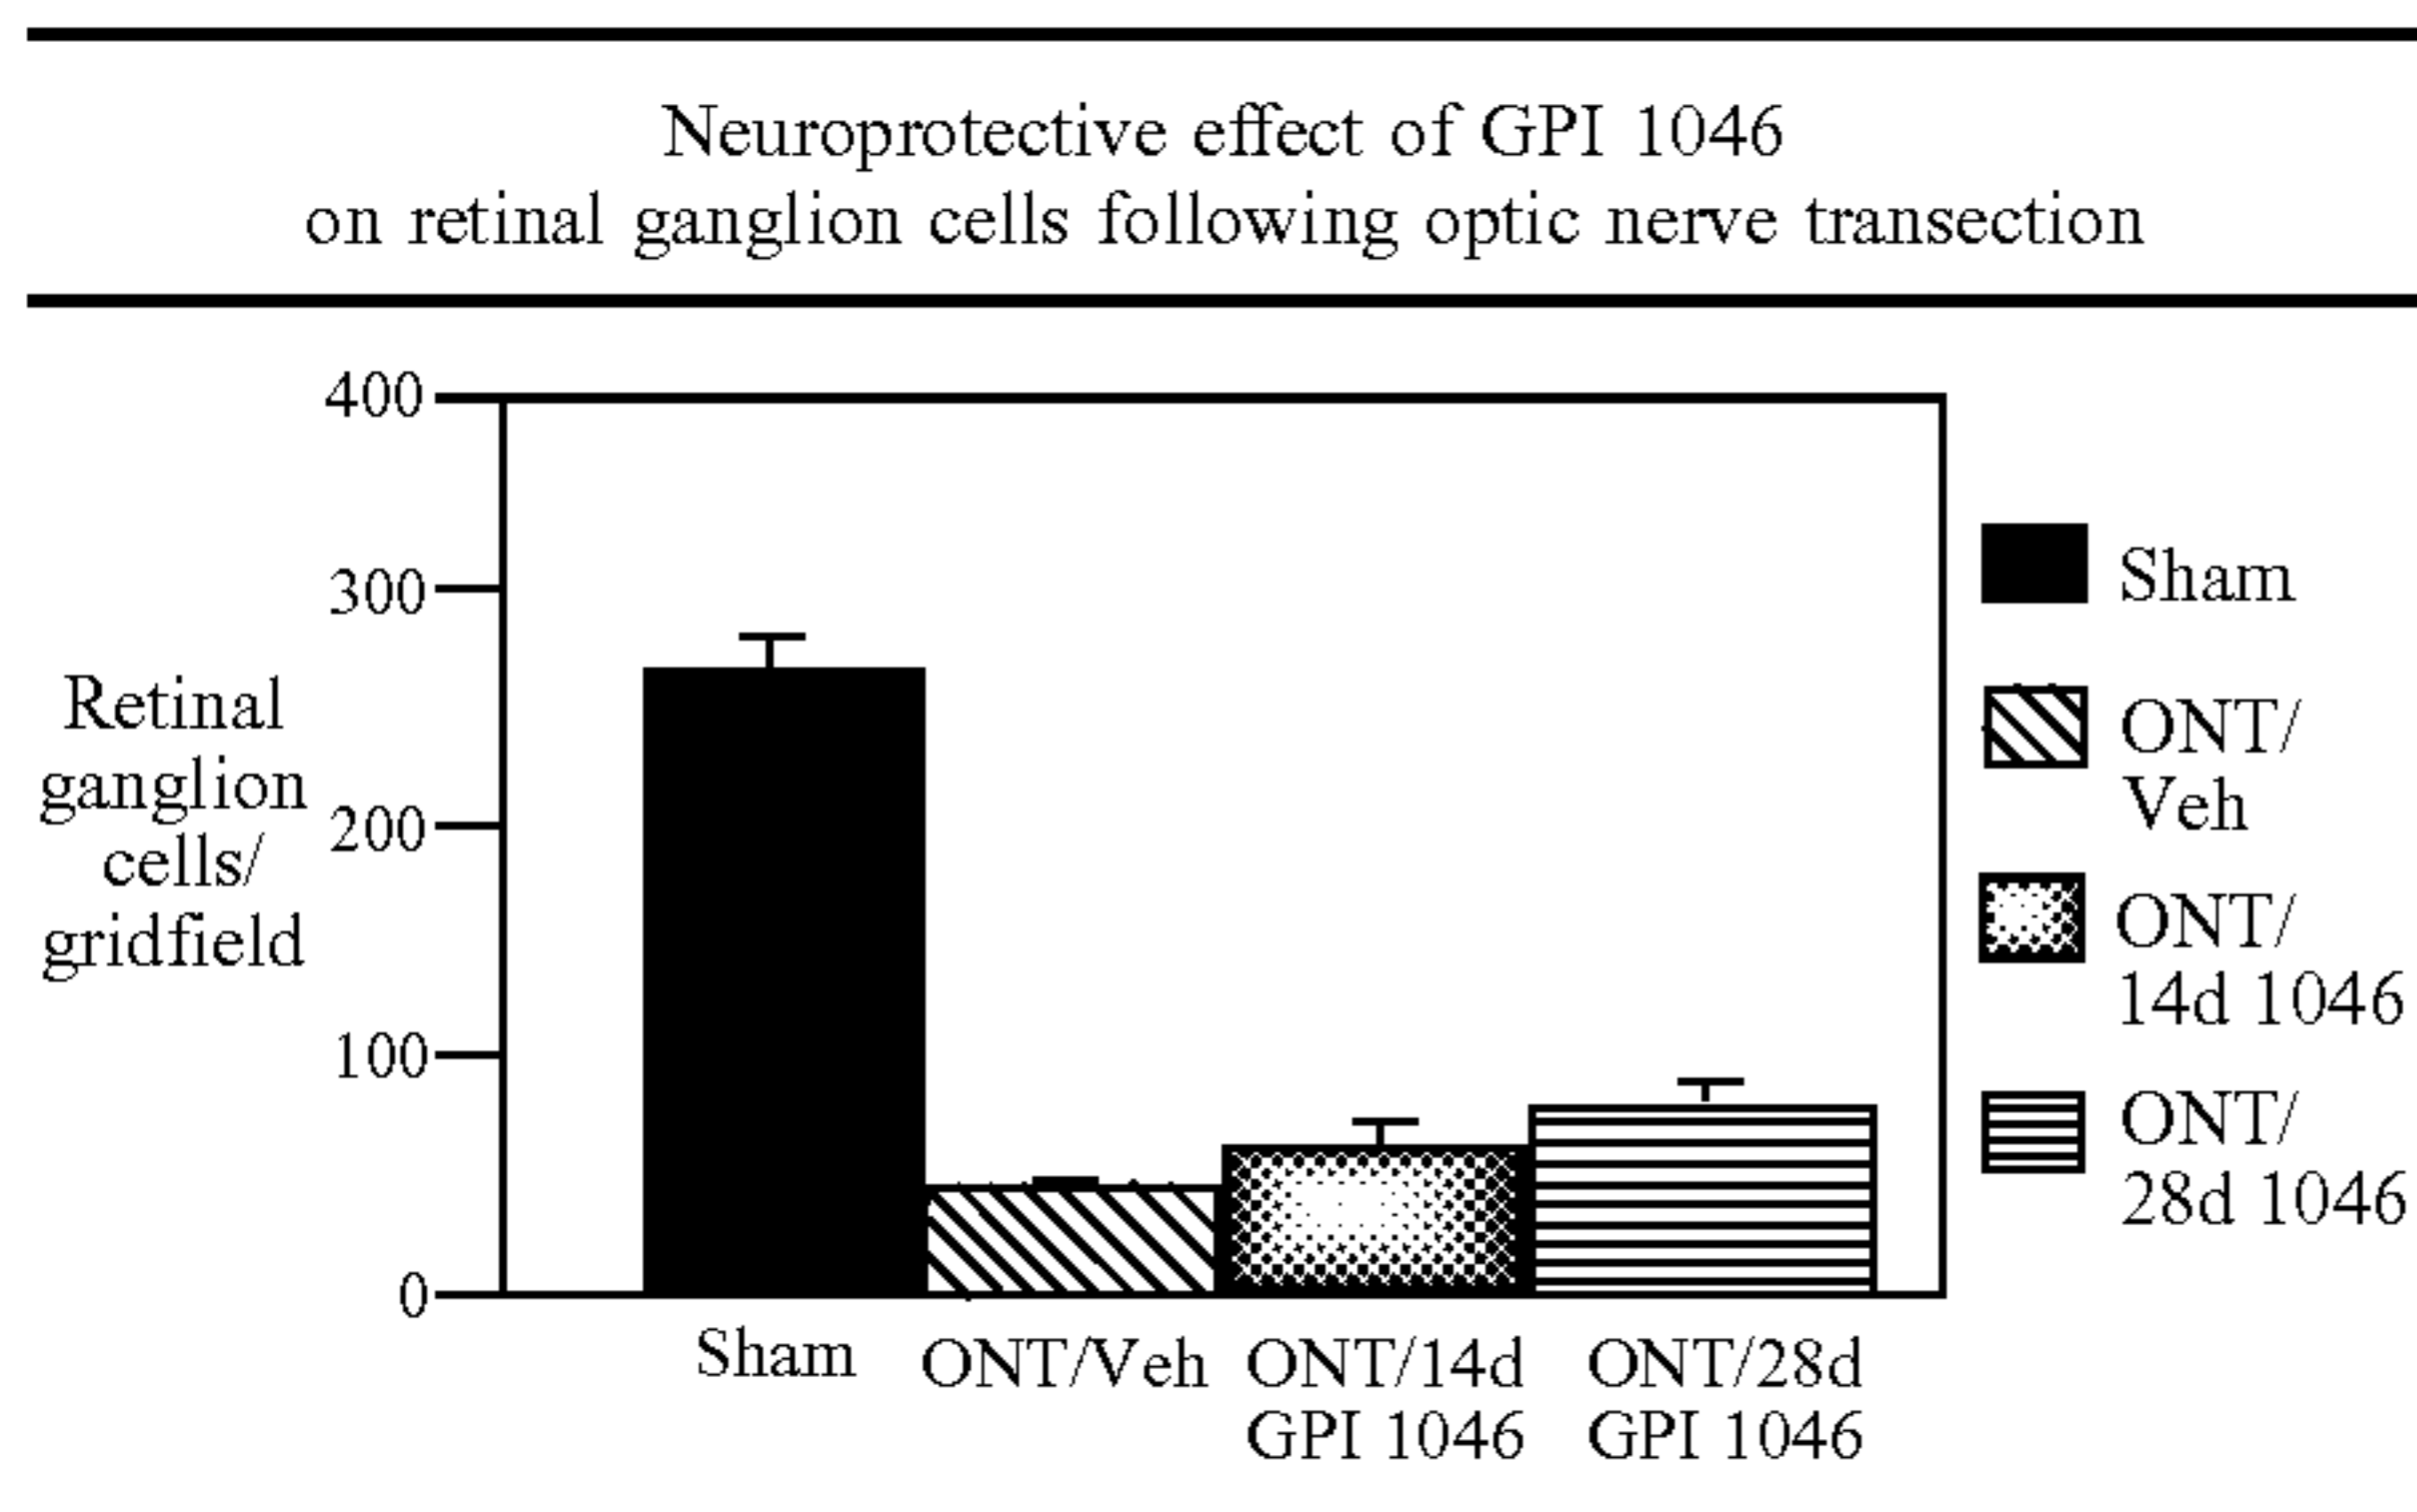 Neuroprotective effect of GPI 1046
on retinal ganglion cells following optic nerve transection
400
300
200
100
0
Retinal
ganglion
cells/
gridfield
Sham
ONT/
Veh
ONT/
14d 1046
ONT/
28d 1046
Sham
ONT/Veh
ONT/14d
GPI 1046
ONT/28d
GPI 1046